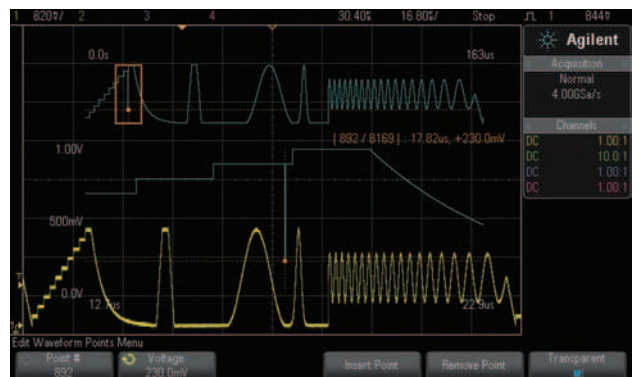 1 820▽/ 2 3 4 30.40% 16.80%/ Stop 1 844▽
Agilent
Acquisition
Normal
4.00GSa/s
Channels
DC 1.00:1
DC 10.0:1
DC 1.00:1
DC 1.00:1
0.0s 163us
[ 892 / 8169 ] : 17.82us, +230.0mV
1.00V
500mV
0.0V 12.7us 22.9us
Edit Waveform Points Menu
Point #
892
Voltage
230.0mV
Insert Point
Remove Point
Transparent